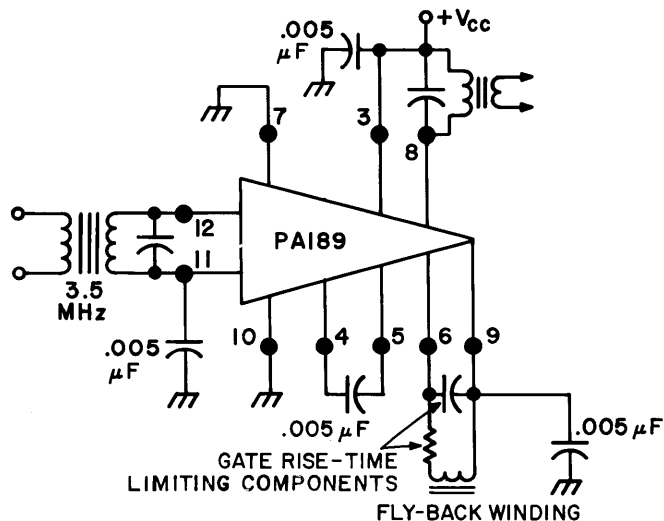 +VCC
.005
μF
7
3
8
12
PA189
11
3.5
MHz
.005
μF
10
4
5
6
9
.005 μF
.005 μF
GATE RISE-TIME
LIMITING COMPONENTS
FLY-BACK WINDING